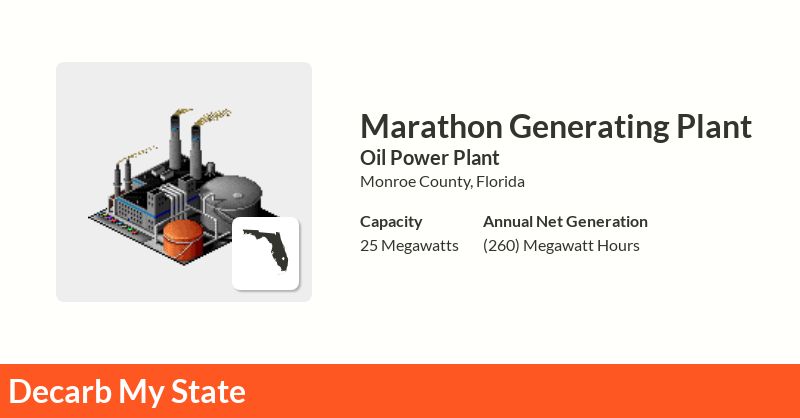 Marathon Generating Plant
Oil Power Plant
Monroe County, Florida
Capacity
25 Megawatts
Annual Net Generation
(260) Megawatt Hours
Decarb My State